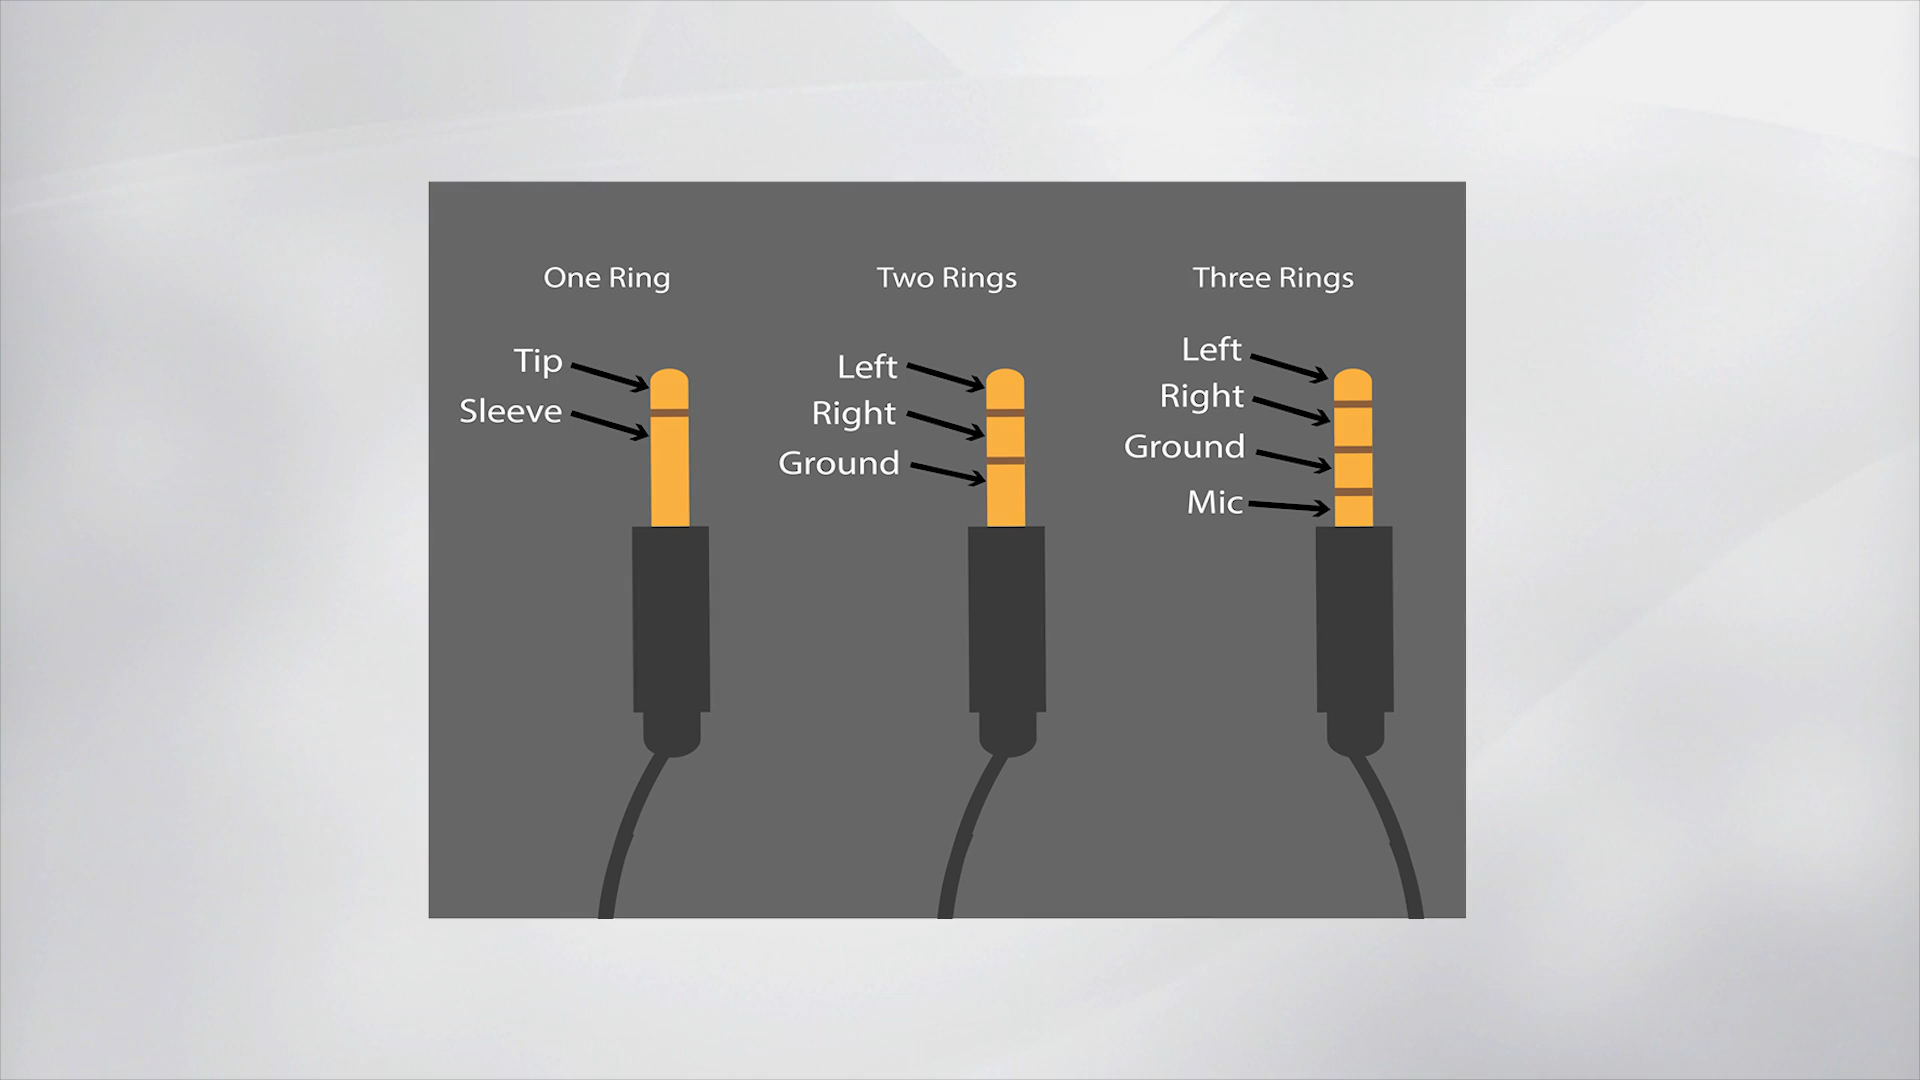 One Ring
Tip
Sleeve
Two Rings
Left
Right
Ground
Three Rings
Left
Right
Ground
Mic